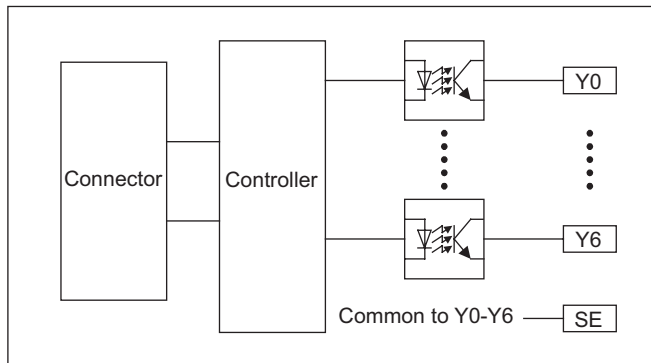 Connector
Controller
Y0
Y6
Common to Y0-Y6
SE